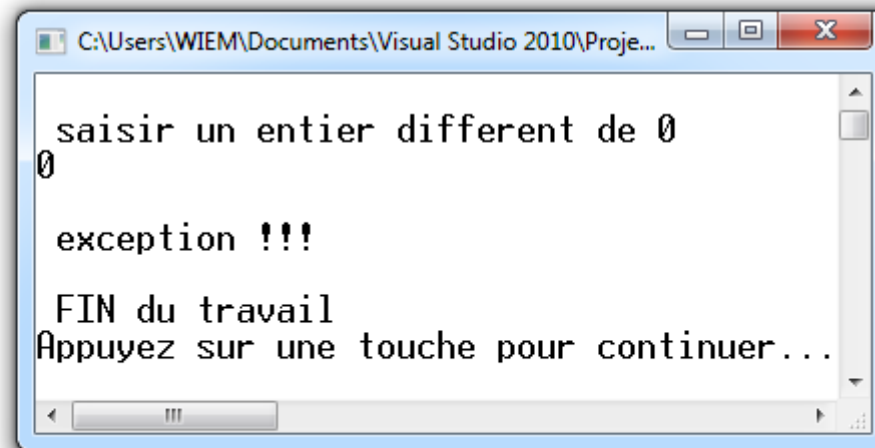 C:\Users\WIEM\Documents\Visual Studio 2010\Proje...
saisir un entier different de 0
0
exception !!!
FIN du travail
Appuyez sur une touche pour continuer...